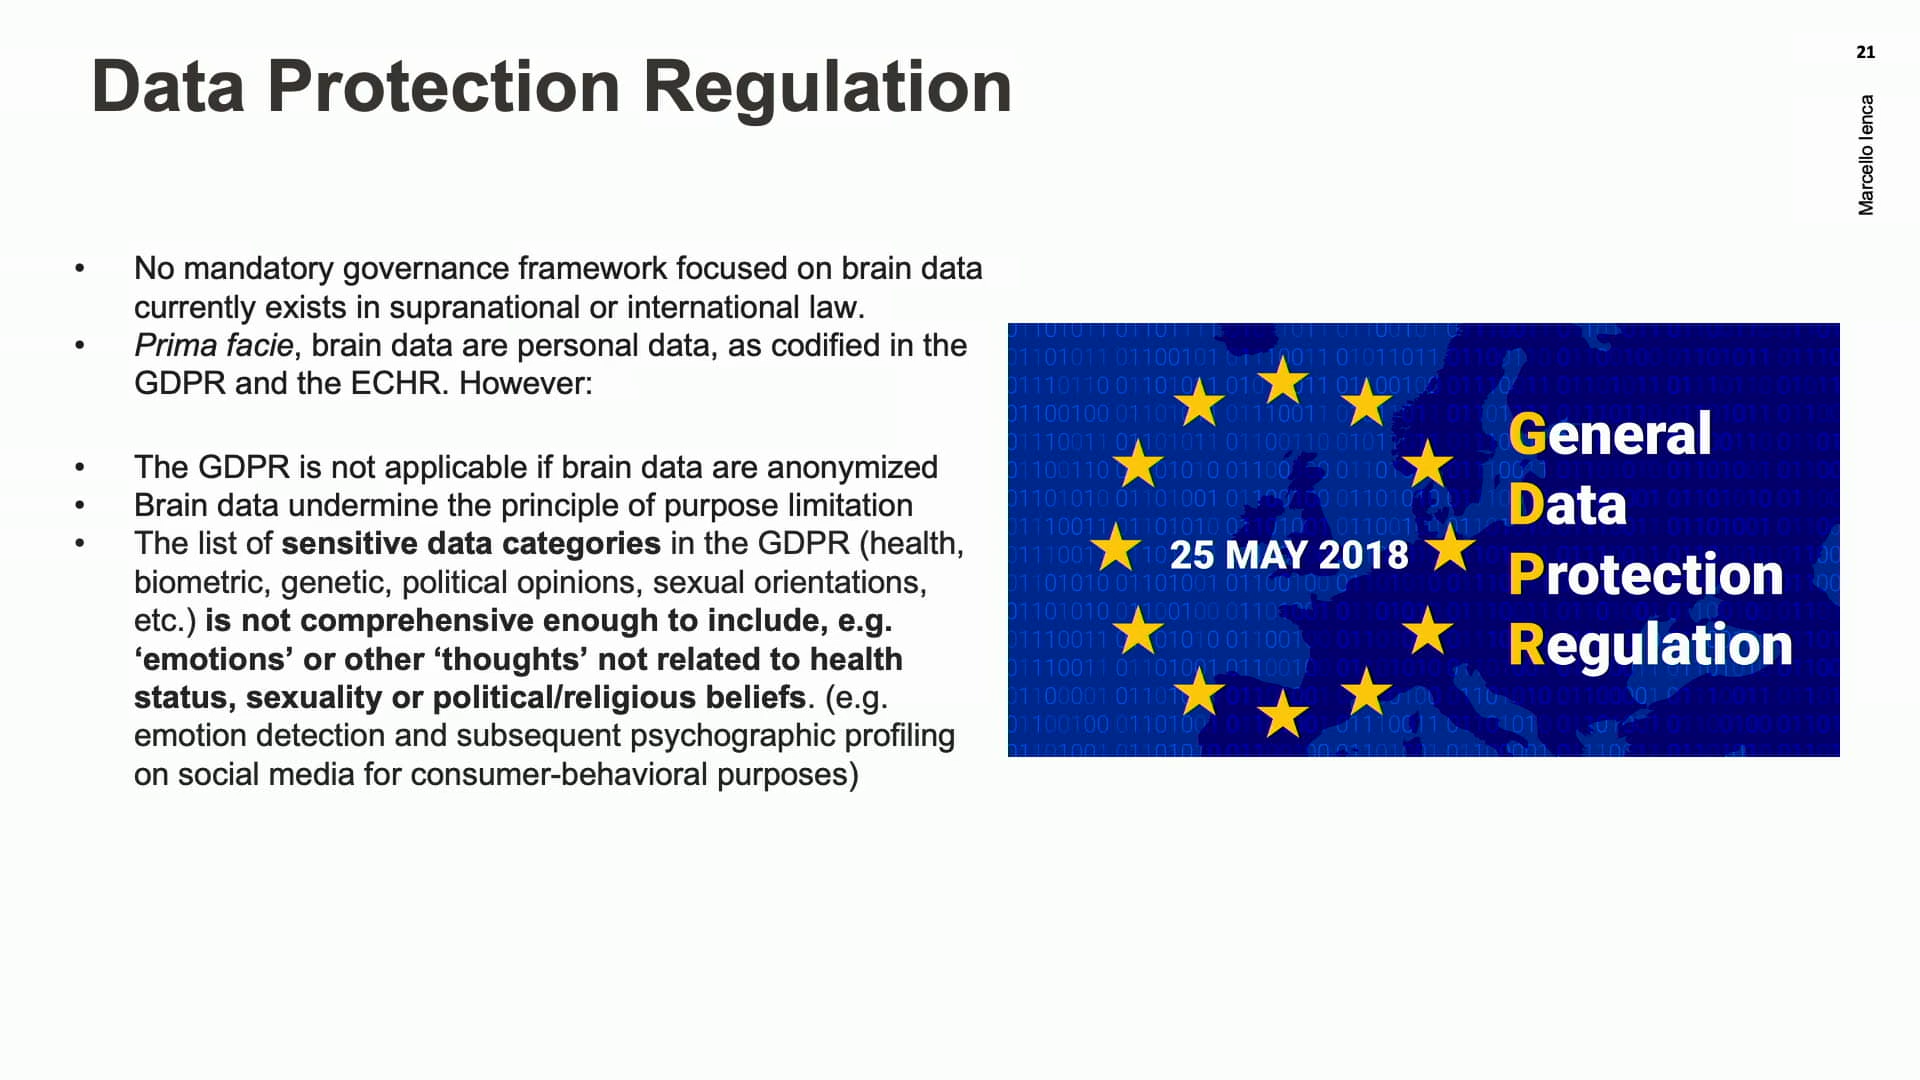 Data Protection Regulation
21
Marcello Ienca
• No mandatory governance framework focused on brain data
currently exists in supranational or international law.
• Prima facie, brain data are personal data, as codified in the
GDPR and the ECHR. However:
• The GDPR is not applicable if brain data are anonymized
• Brain data undermine the principle of purpose limitation
• The list of sensitive data categories in the GDPR (health,
biometric, genetic, political opinions, sexual orientations,
etc.) is not comprehensive enough to include, e.g.
‘emotions’ or other ‘thoughts’ not related to health
status, sexuality or political/religious beliefs. (e.g.
emotion detection and subsequent psychographic profiling
on social media for consumer-behavioral purposes)
25 MAY 2018
General
Data
Protection
Regulation